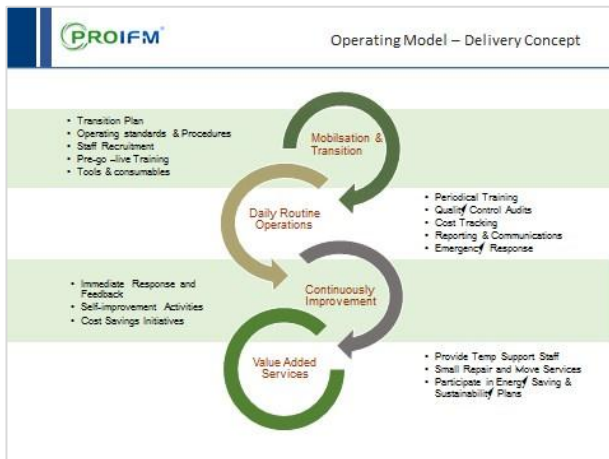 PROIFM®
Operating Model – Delivery Concept
• Transition Plan
• Operating standards & Procedures
• Staff Recruitment
• Pre-go –live Training
• Tools & consumables
Mobilsation &
Transition
Daily Routine
Operations
• Periodical Training
• Quality Control Audits
• Cost Tracking
• Reporting & Communications
• Emergency Response
• Immediate Response and
Feedback
• Self-improvement Activities
• Cost Savings Initiatives
Continuously
Improvement
Value Added
Services
• Provide Temp Support Staff
• Small Repair and Move Services
• Participate in Energy Saving &
Sustainability Plans